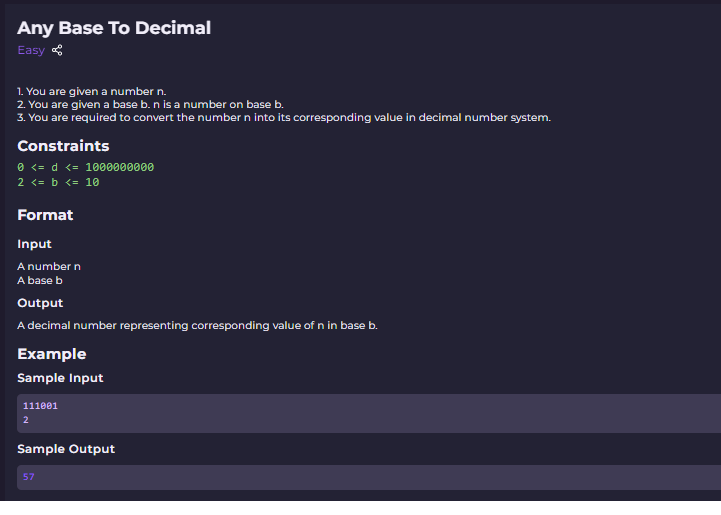 Any Base To Decimal
Easy
1. You are given a number n.
2. You are given a base b. n is a number on base b.
3. You are required to convert the number n into its corresponding value in decimal number system.
Constraints
0 <= d <= 1000000000
2 <= b <= 10
Format
Input
A number n
A base b
Output
A decimal number representing corresponding value of n in base b.
Example
Sample Input
111001
2
Sample Output
57